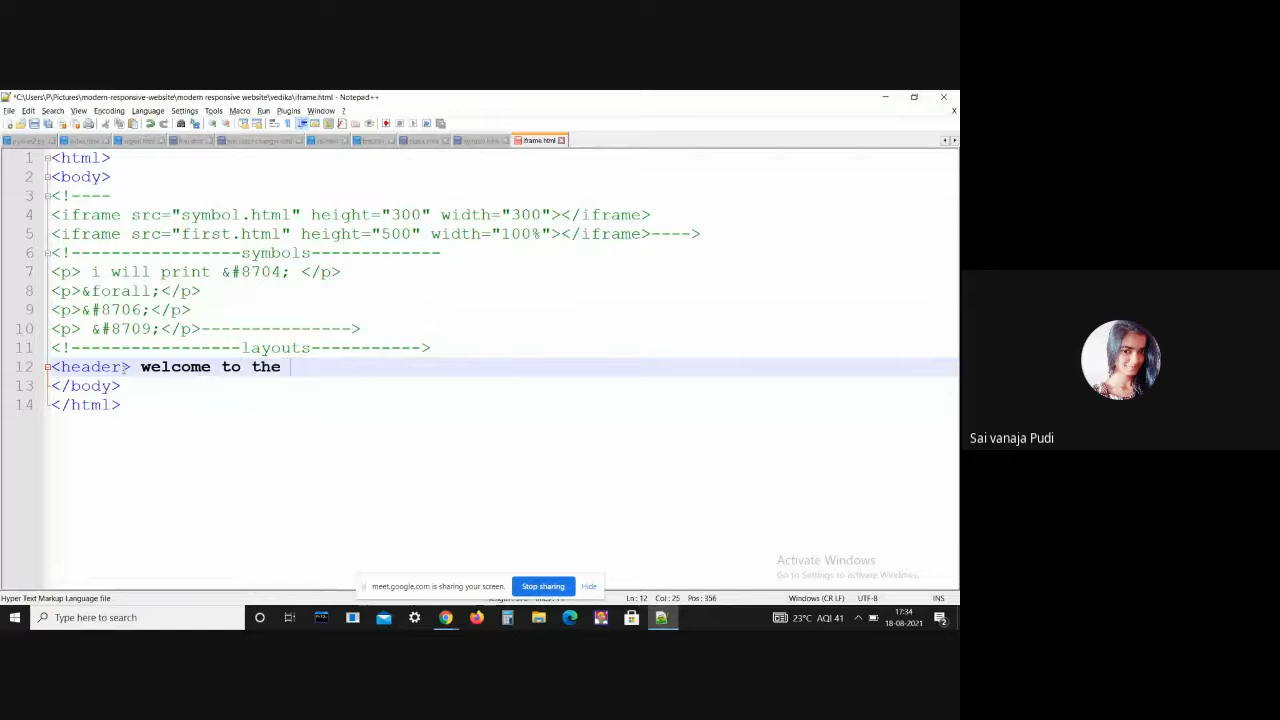 *C:\Users\P\Pictures\modern-responsive-website\modern responsive website\vedika\iframe.html - Notepad++
File Edit Search View Encoding Language Settings Tools Macro Run Plugins Window ?
X
iframe.html
1 <html>
2 <body>
3 <!----
4 <iframe src="symbol.html" height="300" width="300"></iframe>
5 <iframe src="first.html" height="500" width="100%"></iframe>---->
6 <!-----------------symbols-------------
7 <p> i will print &#8704; </p>
8 <p>&forall;</p>
9 <p>&#8706;</p>
10 <p> &#8709;</p>--------------->
11 <!-----------------layouts----------->
12 <header> welcome to the
13 </body>
14 </html>
Sai vanaja Pudi
Activate Windows
Go to Settings to activate Windows.
meet.google.com is sharing your screen. Stop sharing Hide
Hyper Text Markup Language file Ln:12 Col:25 Pos:356 Windows (CR LF) UTF-8 INS
Type here to search 23°C AQI 41 17:34
18-08-2021
2